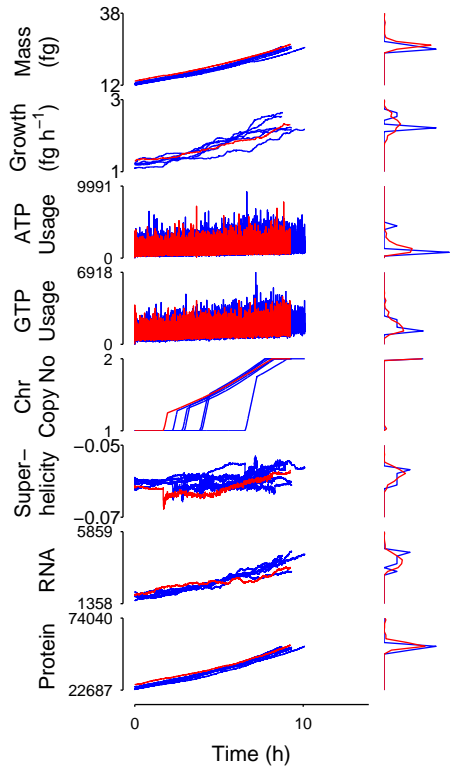 38
Mass
(fg)
12
3
Growth
(fg h⁻¹)
1
9991
ATP
Usage
0
6918
GTP
Usage
0
2
Chr
Copy No
1
−0.05
Super−
helicity
−0.07
5859
RNA
1358
74040
Protein
22687
0
10
Time (h)